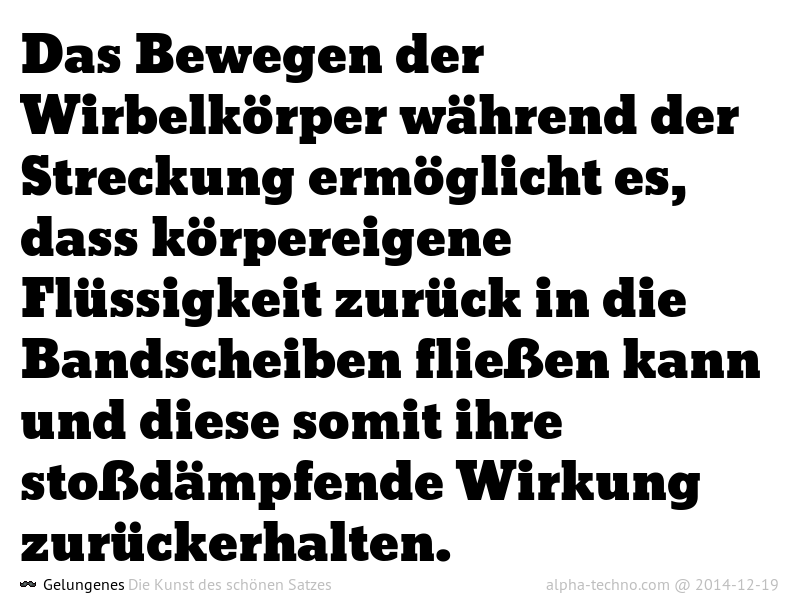 Das Bewegen der
Wirbelkörper während der
Streckung ermöglicht es,
dass körpereigene
Flüssigkeit zurück in die
Bandscheiben fließen kann
und diese somit ihre
stoßdämpfende Wirkung
zurückerhalten.
Gelungenes Die Kunst des schönen Satzes alpha-techno.com @ 2014-12-19